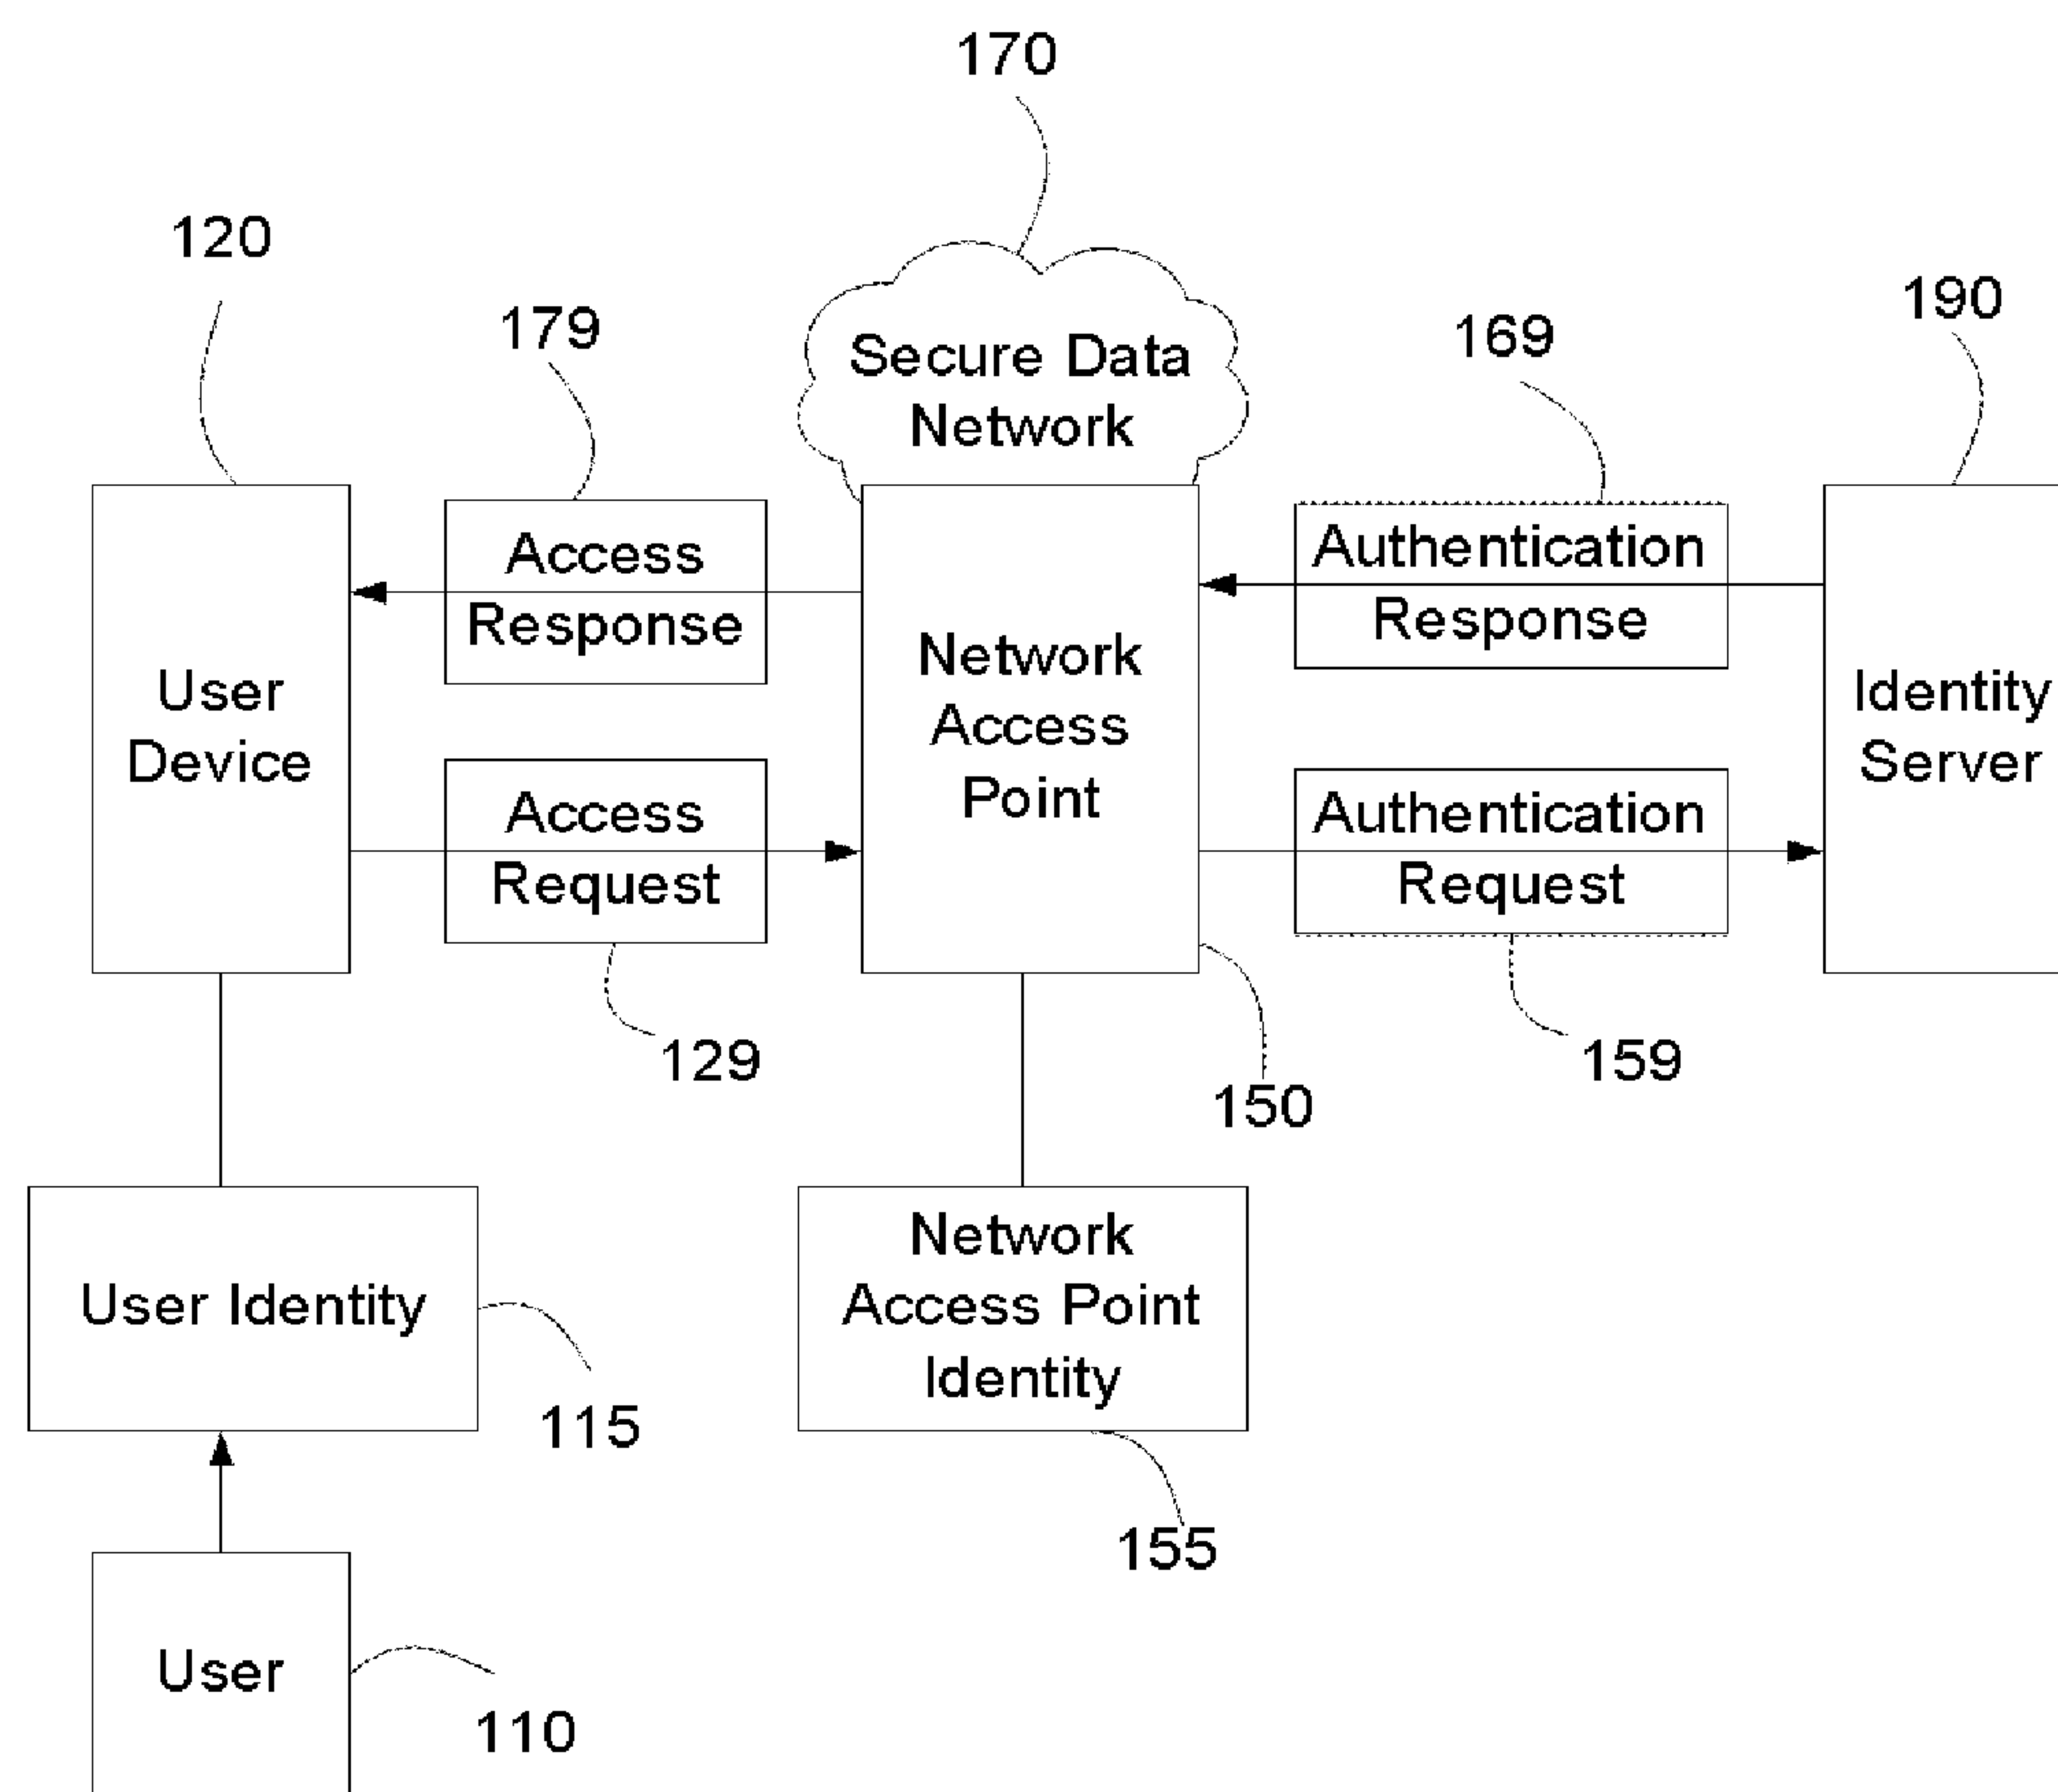 170
120
179
Secure Data
Network
169
190
Access
Response
Authentication
Response
User
Device
Network
Access
Point
Identity
Server
Access
Request
Authentication
Request
129
150
159
User Identity
115
Network
Access Point
Identity
155
User
110